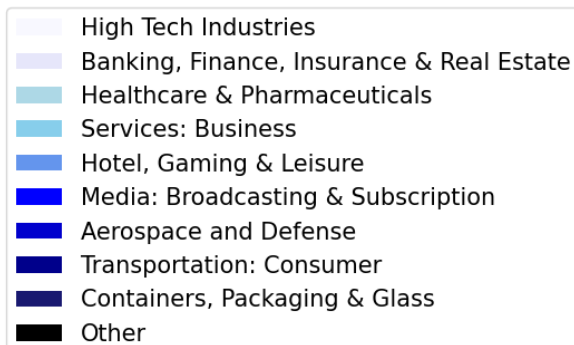 High Tech Industries
Banking, Finance, Insurance & Real Estate
Healthcare & Pharmaceuticals
Services: Business
Hotel, Gaming & Leisure
Media: Broadcasting & Subscription
Aerospace and Defense
Transportation: Consumer
Containers, Packaging & Glass
Other